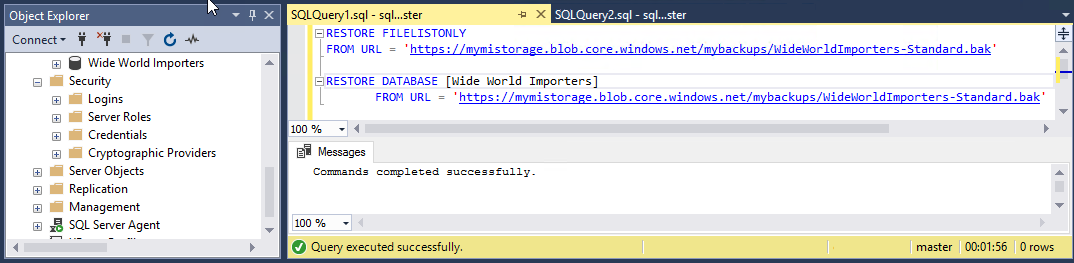 Object Explorer
Connect
Wide World Importers
Security
Logins
Server Roles
Credentials
Cryptographic Providers
Server Objects
Replication
Management
SQL Server Agent
SQLQuery1.sql - sql...ster
SQLQuery2.sql - sql...ster
RESTORE FILELISTONLY
FROM URL = 'https://mymistorage.blob.core.windows.net/mybackups/WideWorldImporters-Standard.bak'
RESTORE DATABASE [Wide World Importers]
FROM URL = 'https://mymistorage.blob.core.windows.net/mybackups/WideWorldImporters-Standard.bak'
100 %
Messages
Commands completed successfully.
100 %
Query executed successfully.
master
00:01:56
0 rows